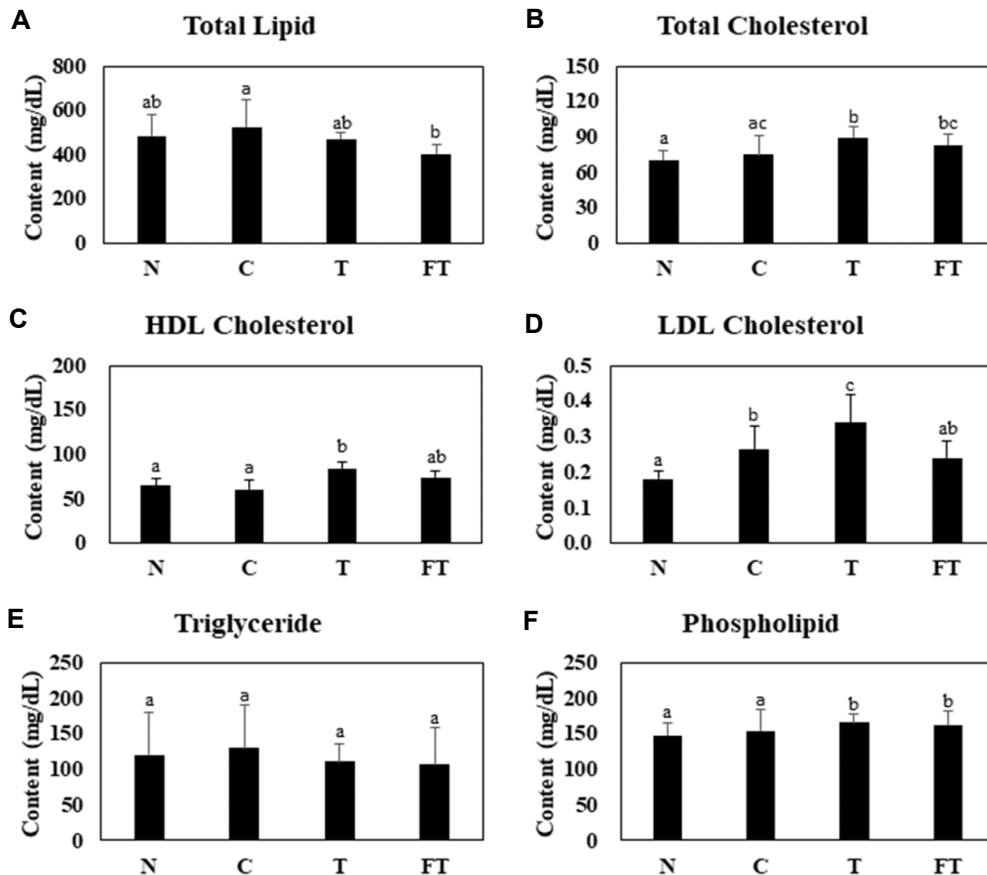 A
Total Lipid
Content (mg/dL)
800
600
400
200
0
ab
a
ab
b
N C T FT
B
Total Cholesterol
Content (mg/dL)
150
120
90
60
30
0
a
ac
b
bc
N C T FT
C
HDL Cholesterol
Content (mg/dL)
200
150
100
50
0
a
a
b
ab
N C T FT
D
LDL Cholesterol
Content (mg/dL)
0.5
0.4
0.3
0.2
0.1
0.0
a
b
c
ab
N C T FT
E
Triglyceride
Content (mg/dL)
250
200
150
100
50
0
a
a
a
a
N C T FT
F
Phospholipid
Content (mg/dL)
250
200
150
100
50
0
a
a
b
b
N C T FT